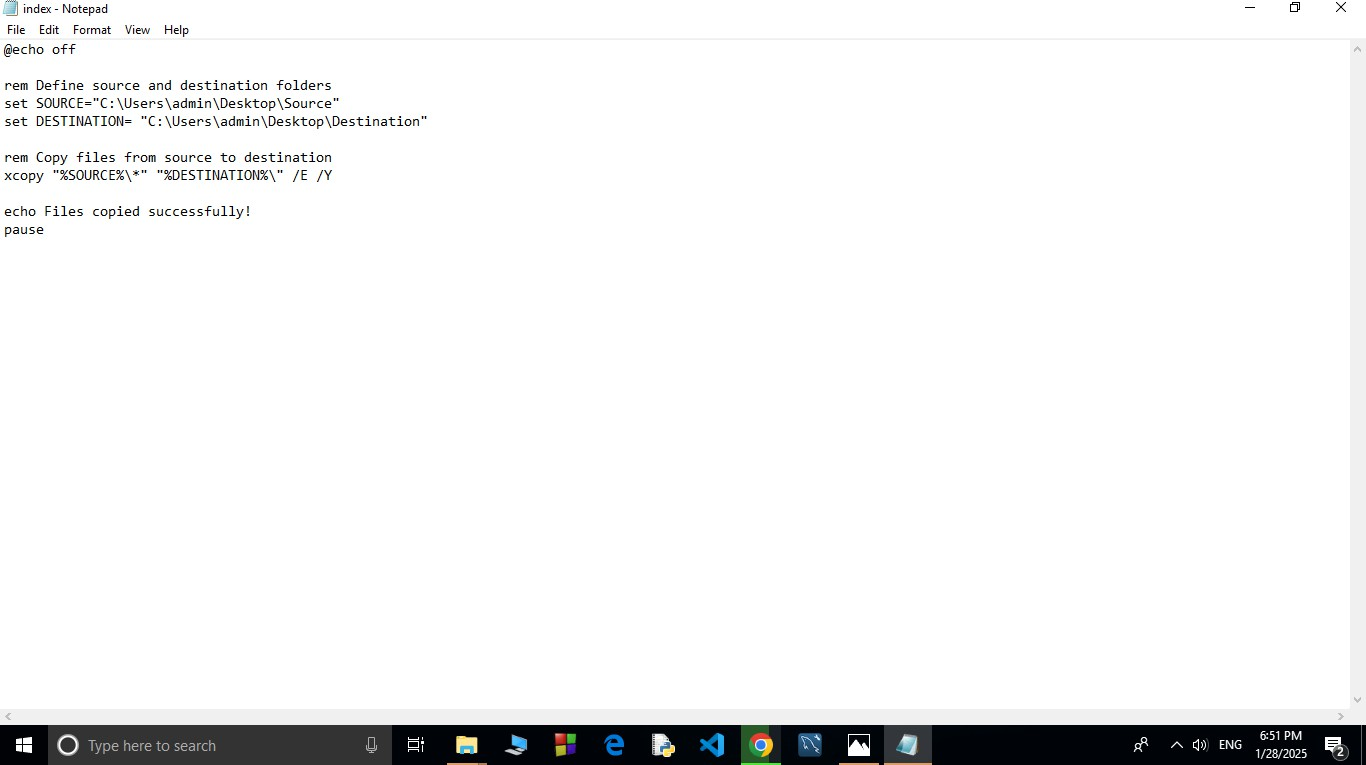 index - Notepad
File Edit Format View Help
@echo off
rem Define source and destination folders
set SOURCE="C:\Users\admin\Desktop\Source"
set DESTINATION= "C:\Users\admin\Desktop\Destination"
rem Copy files from source to destination
xcopy "%SOURCE%\*" "%DESTINATION%\" /E /Y
echo Files copied successfully!
pause
Type here to search
ENG
6:51 PM
1/28/2025
2